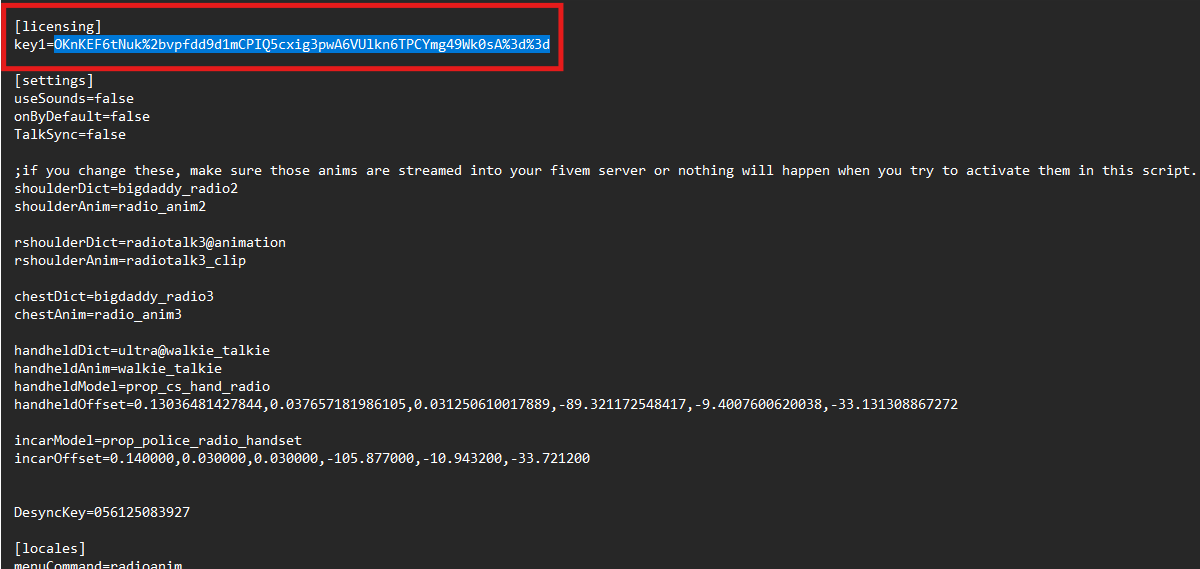 [licensing]
key1=OKnKEF6tNuk%2bvpfdd9d1mCPIQ5cxig3pwA6VUlkn6TPCYmg49Wk0sA%3d%3d
[settings]
useSounds=false
onByDefault=false
TalkSync=false
;if you change these, make sure those anims are streamed into your fivem server or nothing will happen when you try to activate them in this script.
shoulderDict=bigdaddy_radio2
shoulderAnim=radio_anim2
rshoulderDict=radiotalk3@animation
rshoulderAnim=radiotalk3_clip
chestDict=bigdaddy_radio3
chestAnim=radio_anim3
handheldDict=ultra@walkie_talkie
handheldAnim=walkie_talkie
handheldModel=prop_cs_hand_radio
handheldOffset=0.13036481427844,0.037657181986105,0.031250610017889,-89.321172548417,-9.4007600620038,-33.131308867272
incarModel=prop_police_radio_handset
incarOffset=0.140000,0.030000,0.030000,-105.877000,-10.943200,-33.721200
DesyncKey=056125083927
[locales]
menuCommand=radioanim